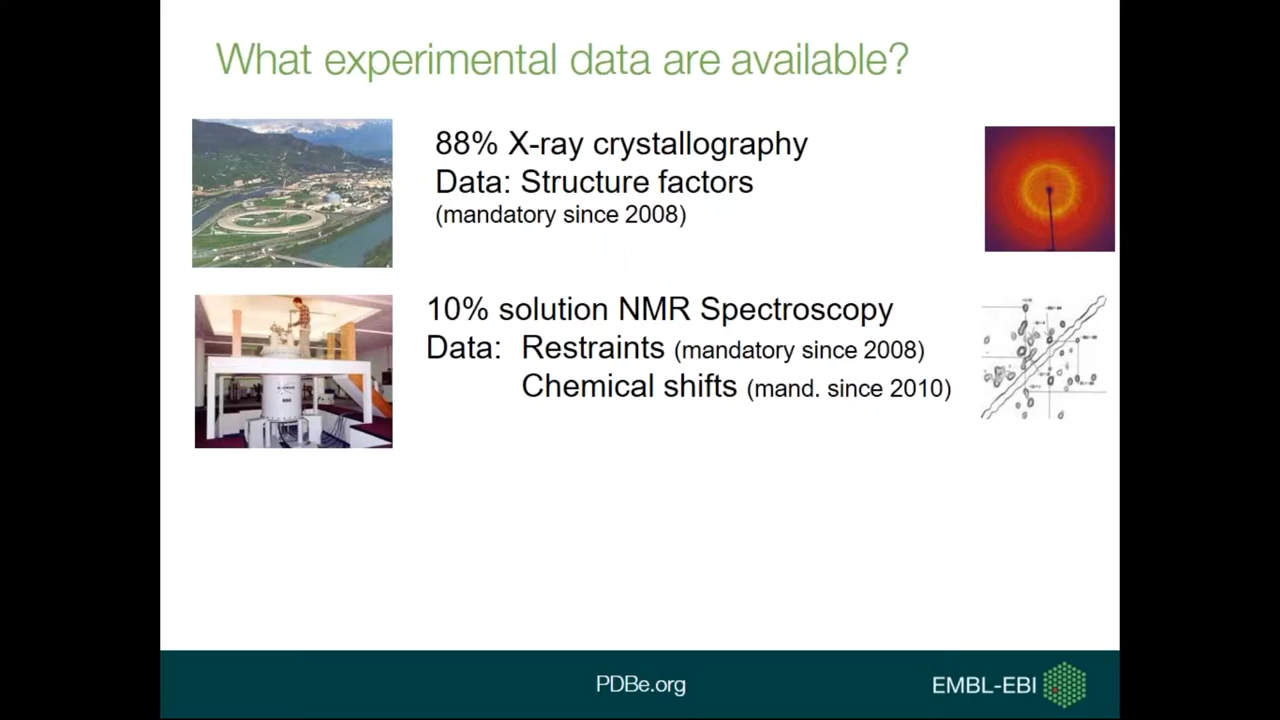 What experimental data are available?
88% X-ray crystallography
Data: Structure factors
(mandatory since 2008)
10% solution NMR Spectroscopy
Data: Restraints (mandatory since 2008)
Chemical shifts (mand. since 2010)
PDBe.org
EMBL-EBI